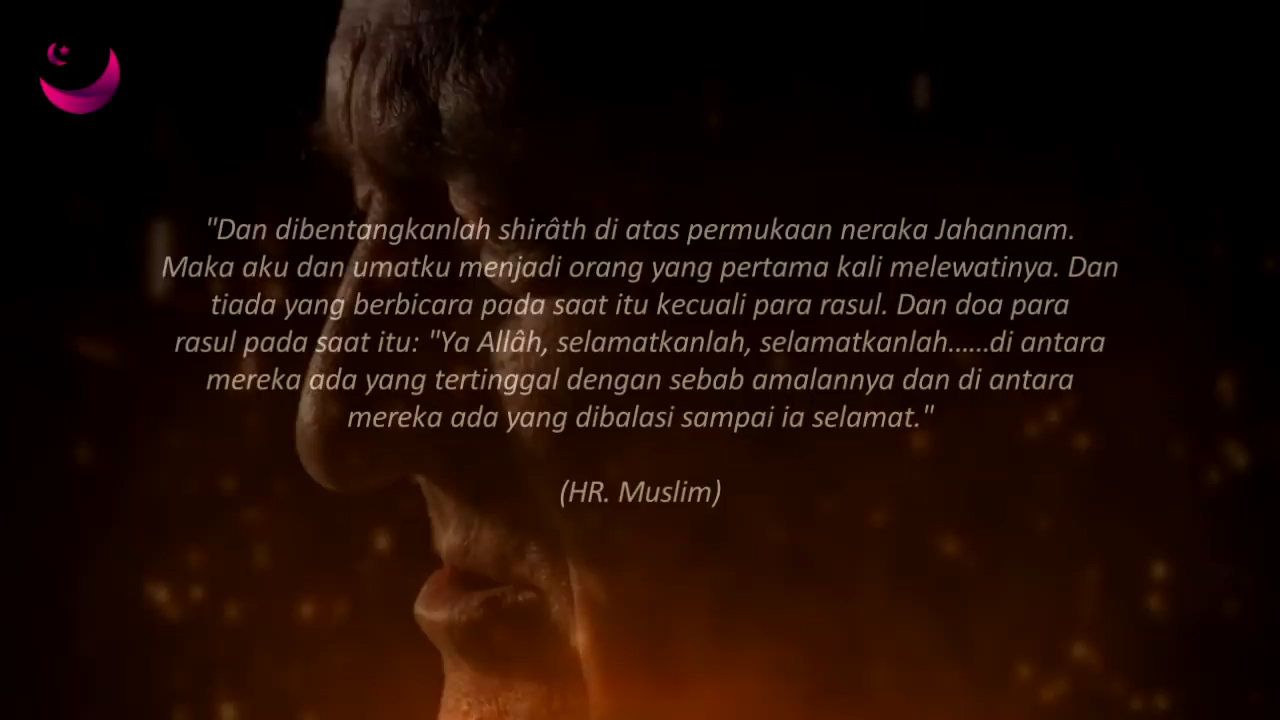 "Dan dibentangkanlah shirâth di atas permukaan neraka Jahannam.
Maka aku dan umatku menjadi orang yang pertama kali melewatinya. Dan
tiada yang berbicara pada saat itu kecuali para rasul. Dan doa para
rasul pada saat itu: "Ya Allâh, selamatkanlah, selamatkanlah......di antara
mereka ada yang tertinggal dengan sebab amalannya dan di antara
mereka ada yang dibalasi sampai ia selamat."
(HR. Muslim)